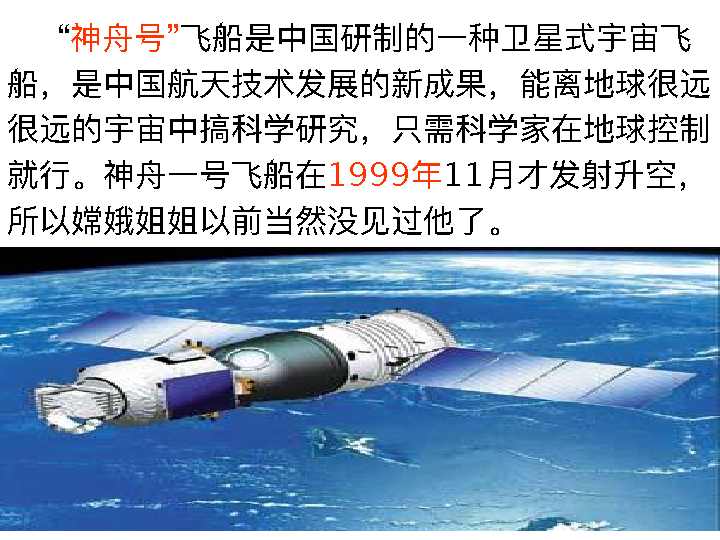 “神舟号”飞船是中国研制的一种卫星式宇宙飞
船，是中国航天技术发展的新成果，能离地球很远
很远的宇宙中搞科学研究，只需科学家在地球控制
就行。神舟一号飞船在1999年11月才发射升空，
所以嫦娥姐姐以前当然没见过他了。